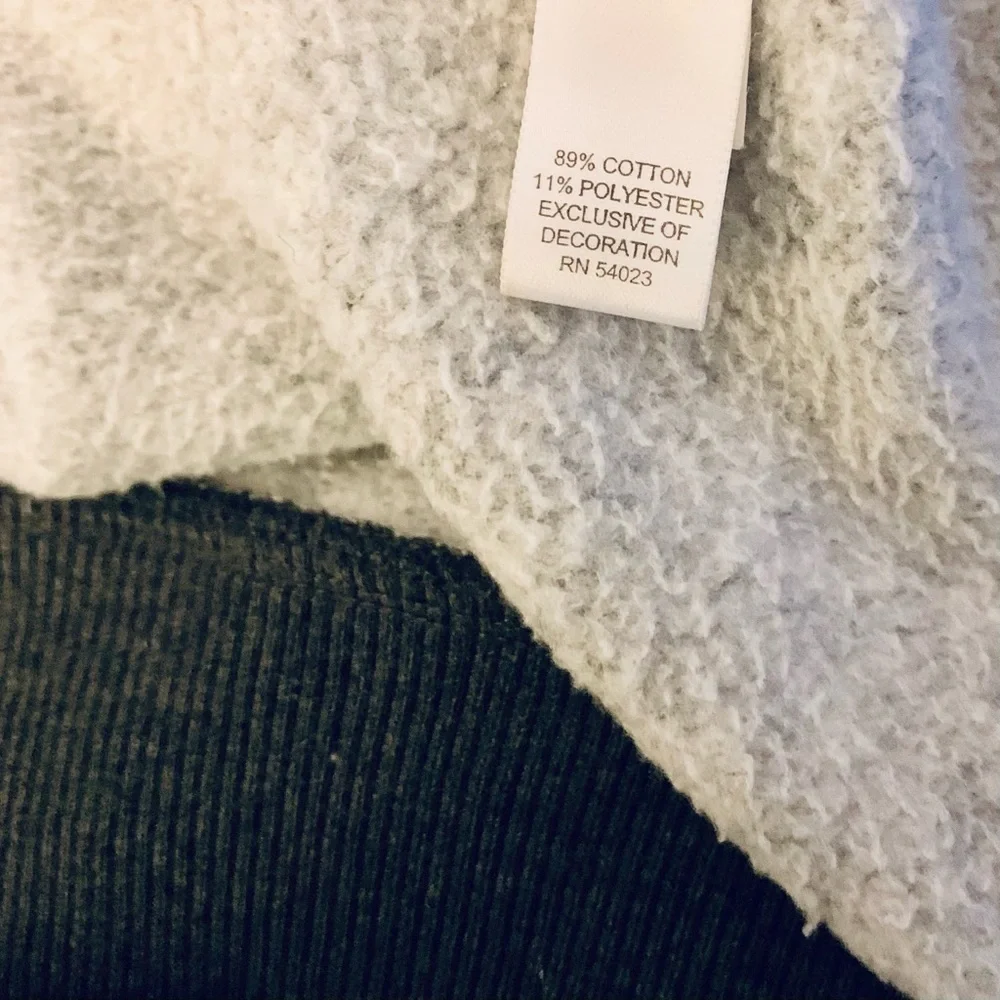 89% COTTON
11% POLYESTER
EXCLUSIVE OF
DECORATION
RN 54023